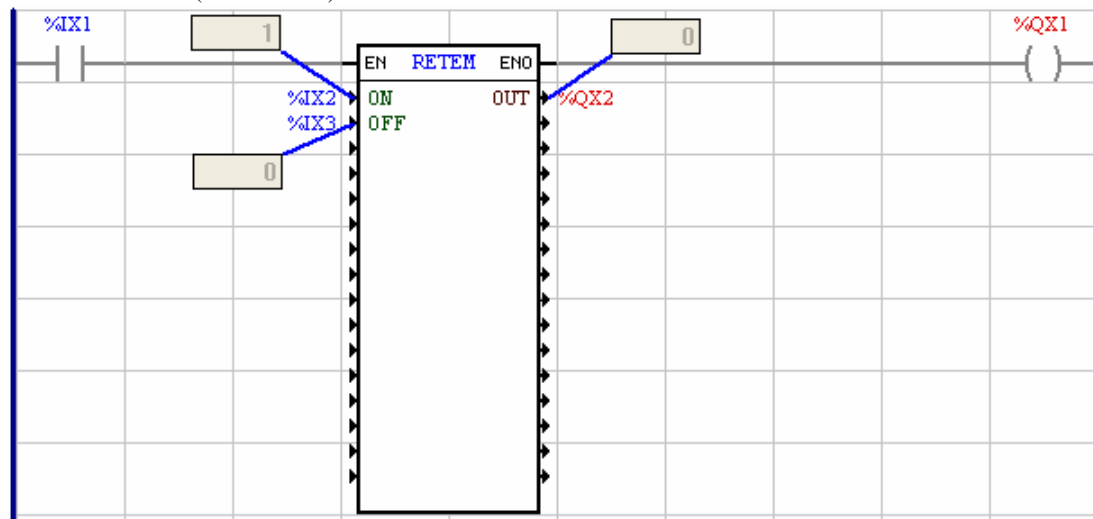 %IX1
1
0
%QX1
EN RETEM ENO
%IX2 ON OUT %QX2
%IX3 OFF
0